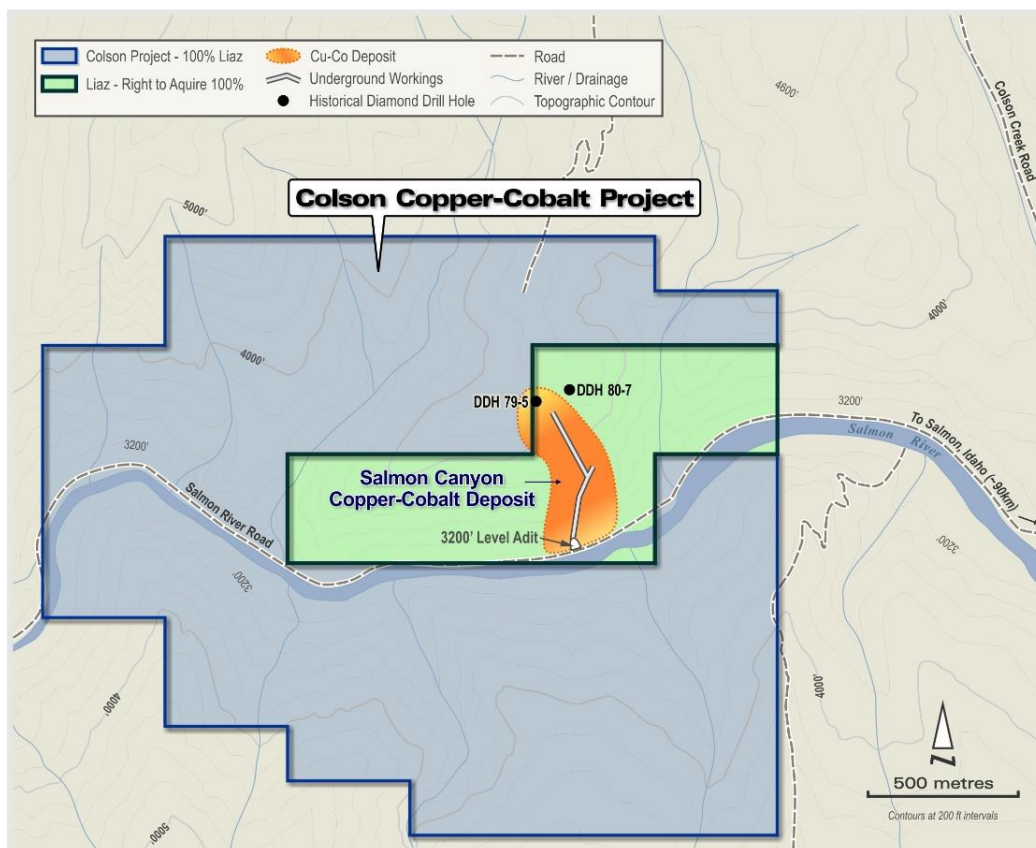 Colson Project - 100% Liaz
Liaz - Right to Aquire 100%
Cu-Co Deposit
Underground Workings
Historical Diamond Drill Hole
Road
River / Drainage
Topographic Contour
4600'
Colson Creek Road
Colson Copper-Cobalt Project
5000'
4000'
4000'
DDH 79-5
DDH 80-7
3200'
To Salmon, Idaho (~90km)
Salmon River
3200'
Salmon River Road
Salmon Canyon
Copper-Cobalt Deposit
3200' Level Adit
3200'
3200'
4000'
4000'
5000'
N
500 metres
Contours at 200 ft intervals